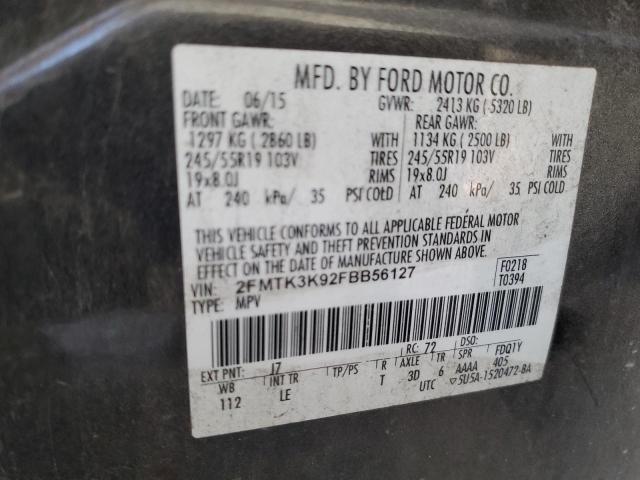 MFD. BY FORD MOTOR CO.
DATE: 06/15 GVWR: 2413 KG ( 5320 LB)
FRONT GAWR: REAR GAWR:
1297 KG ( 2860 LB) 1134 KG ( 2500 LB)
245/55R19 103V TIRES 245/55R19 103V TIRES
19x8.0J RIMS 19x8.0J RIMS
AT 240 kPa/ 35 PSI COLD AT 240 kPa/ 35 PSI COLD
THIS VEHICLE CONFORMS TO ALL APPLICABLE FEDERAL MOTOR
VEHICLE SAFETY AND THEFT PREVENTION STANDARDS IN
EFFECT ON THE DATE OF MANUFACTURE SHOWN ABOVE.
VIN: 2FMTK3K92FBB56127 F0218
TYPE: MPV T0394
EXT PNT: J7 RC: 72 DSO:
WB INT TR TP/PS R AXLE TR SPR FDQ1Y
112 LE T 3D 6 AAAA 405
UTC ▽5U5A-1520472-BA